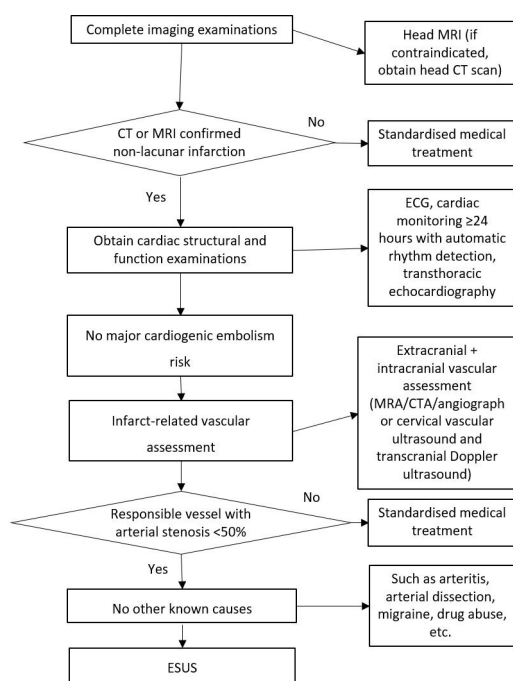 Complete imaging examinations
Head MRI (if
contraindicated,
obtain head CT scan)
No
CT or MRI confirmed
non-lacunar infarction
Standardised medical
treatment
Yes
Obtain cardiac structural and
function examinations
ECG, cardiac
monitoring ≥24
hours with automatic
rhythm detection,
transthoracic
echocardiography
No major cardiogenic embolism
risk
Infarct-related vascular
assessment
Extracranial +
intracranial vascular
assessment
(MRA/CTA/angiograph
or cervical vascular
ultrasound and
transcranial Doppler
ultrasound)
No
Responsible vessel with
arterial stenosis <50%
Standardised medical
treatment
Yes
No other known causes
Such as arteritis,
arterial dissection,
migraine, drug abuse,
etc.
ESUS